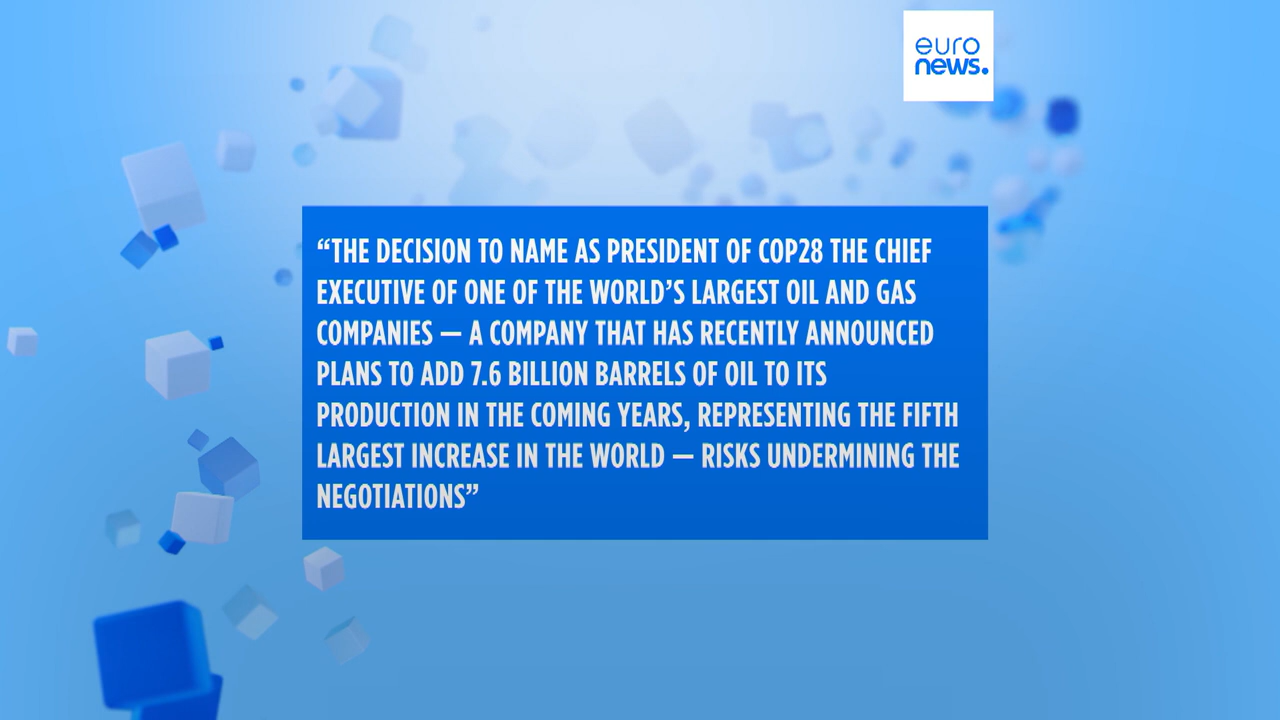 euro
news.
“THE DECISION TO NAME AS PRESIDENT OF COP28 THE CHIEF
EXECUTIVE OF ONE OF THE WORLD’S LARGEST OIL AND GAS
COMPANIES — A COMPANY THAT HAS RECENTLY ANNOUNCED
PLANS TO ADD 7.6 BILLION BARRELS OF OIL TO ITS
PRODUCTION IN THE COMING YEARS, REPRESENTING THE FIFTH
LARGEST INCREASE IN THE WORLD — RISKS UNDERMINING THE
NEGOTIATIONS”